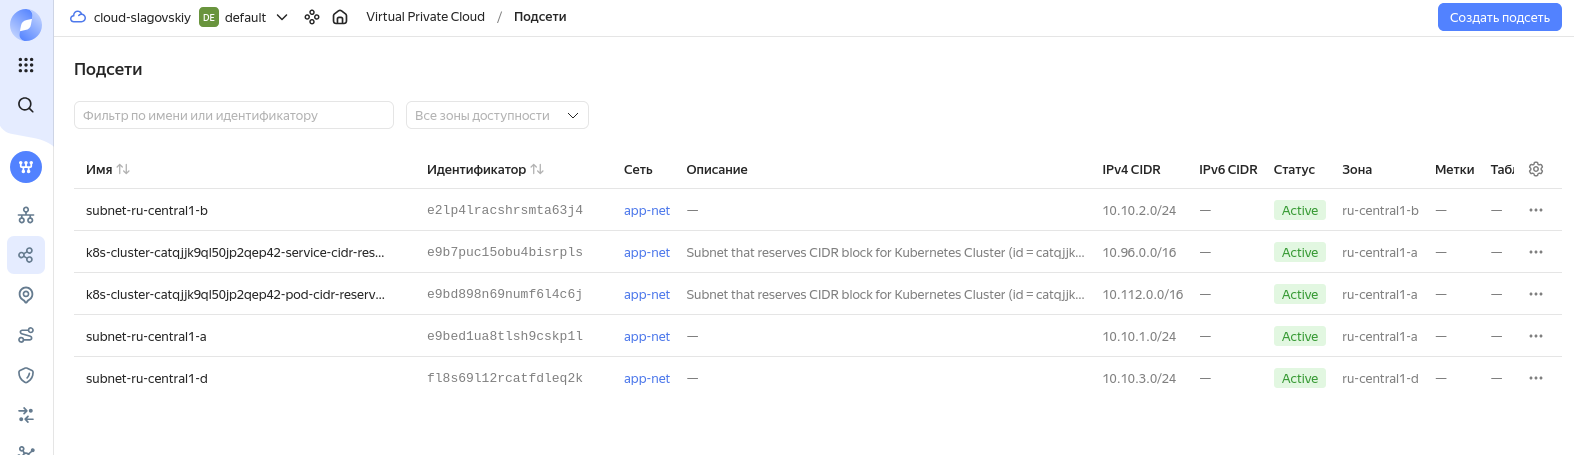 cloud-slagovskiy DE default Virtual Private Cloud / Подсети Создать подсеть
Подсети
Фильтр по имени или идентификатору Все зоны доступности
Имя Идентификатор Сеть Описание IPv4 CIDR IPv6 CIDR Статус Зона Метки Табл
subnet-ru-central1-b e2lp4lracshrsmta63j4 app-net — 10.10.2.0/24 — Active ru-central1-b — —
k8s-cluster-catqjjk9ql50jp2qep42-service-cidr-res... e9b7puc15obu4bisrpls app-net Subnet that reserves CIDR block for Kubernetes Cluster (id = catqjjk... 10.96.0.0/16 — Active ru-central1-a — —
k8s-cluster-catqjjk9ql50jp2qep42-pod-cidr-reserv... e9bd898n69numf6l4c6j app-net Subnet that reserves CIDR block for Kubernetes Cluster (id = catqjjk... 10.112.0.0/16 — Active ru-central1-a — —
subnet-ru-central1-a e9bed1ua8tlsh9cskp1l app-net — 10.10.1.0/24 — Active ru-central1-a — —
subnet-ru-central1-d fl8s69l12rcatfdleq2k app-net — 10.10.3.0/24 — Active ru-central1-d — —